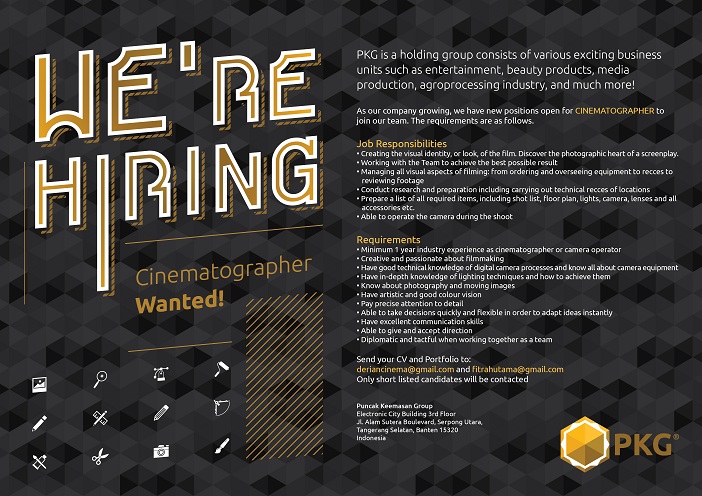 WE'RE
HIRING
Cinematographer
Wanted!
PKG is a holding group consists of various exciting business
units such as entertainment, beauty products, media
production, agroprocessing industry, and much more!
As our company growing, we have new positions open for CINEMATOGRAPHER to
join our team. The requirements are as follows.
Job Responsibilities
• Creating the visual identity, or look, of the film. Discover the photographic heart of a screenplay.
• Working with the Team to achieve the best possible result
• Managing all visual aspects of filming: from ordering and overseeing equipment to recces to
reviewing footage
• Conduct research and preparation including carrying out technical recces of locations
• Prepare a list of all required items, including shot list, floor plan, lights, camera, lenses and all
accessories etc.
• Able to operate the camera during the shoot
Requirements
• Minimum 1 year industry experience as cinematographer or camera operator
• Creative and passionate about filmmaking
• Have good technical knowledge of digital camera processes and know all about camera equipment
• Have in-depth knowledge of lighting techniques and how to achieve them
• Know about photography and moving images
• Have artistic and good colour vision
• Pay precise attention to detail
• Able to take decisions quickly and flexible in order to adapt ideas instantly
• Have excellent communication skills
• Able to give and accept direction
• Diplomatic and tactful when working together as a team
Send your CV and Portfolio to:
deriancinema@gmail.com and fitrahutama@gmail.com
Only short listed candidates will be contacted
Puncak Keemasan Group
Electronic City Building 3rd Floor
Jl. Alam Sutera Boulevard, Serpong Utara,
Tangerang Selatan, Banten 15320
Indonesia
PKG®